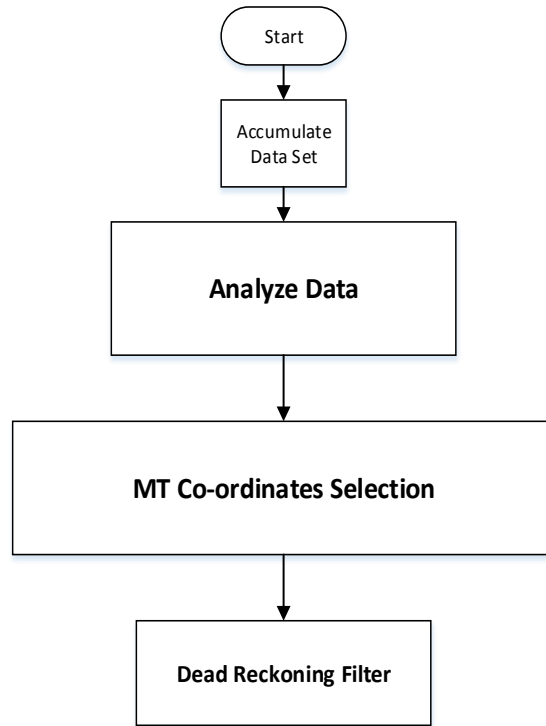 Start
Accumulate
Data Set
Analyze Data
MT Co-ordinates Selection
Dead Reckoning Filter